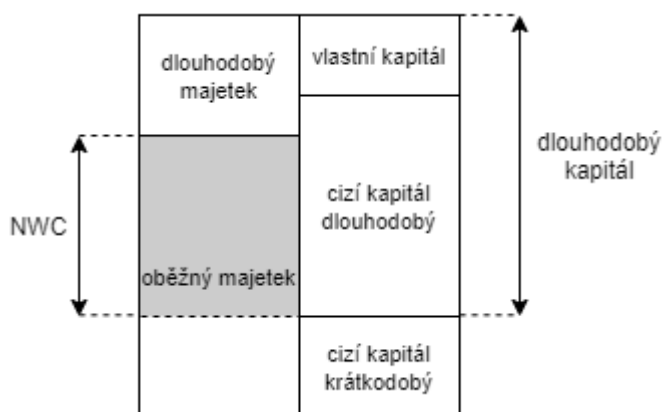 dlouhodobý
majetek
vlastní kapitál
dlouhodobý
kapitál
NWC
cizí kapitál
dlouhodobý
oběžný majetek
cizí kapitál
krátkodobý